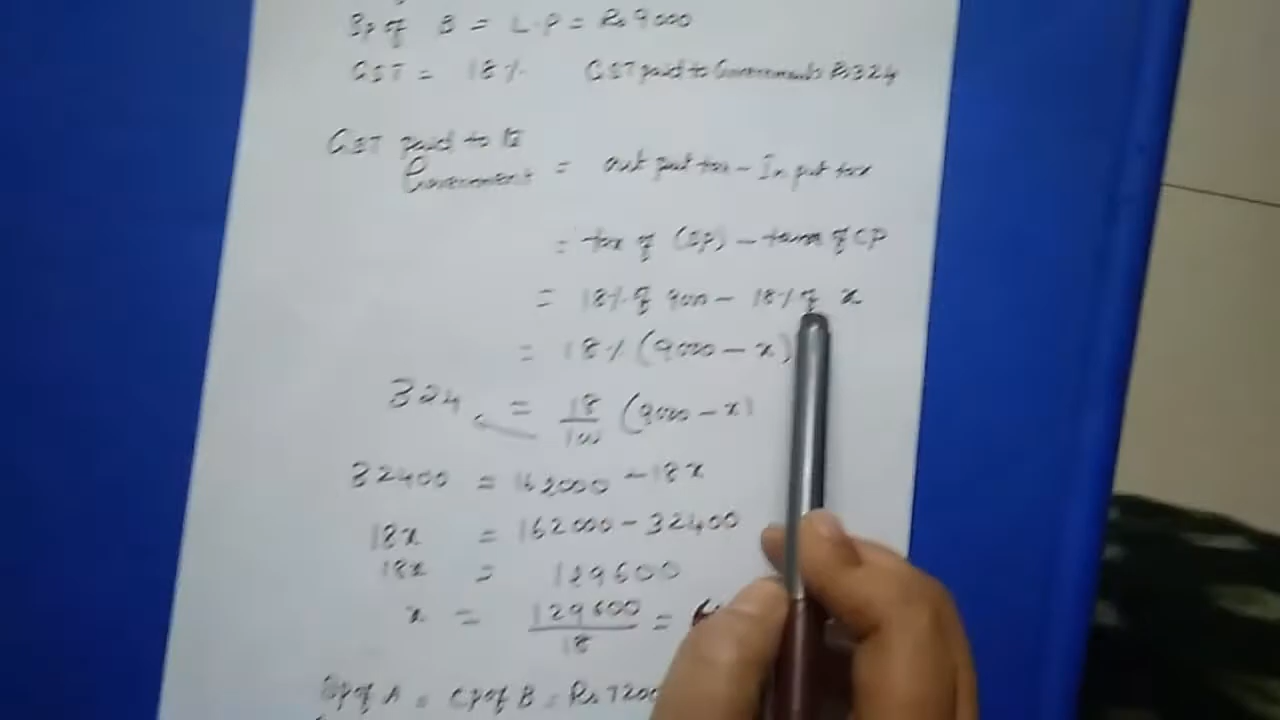 Sp of B = L.P = Rs 9000
GST = 18% GST paid to Government = Rs 324
GST paid to
Government = out put tax - In put tax
= tax of (SP) - tax of CP
= 18% of 900 - 18% of x
= 18% (9000 - x)
324 = 18/100 (9000 - x)
32400 = 162000 - 18x
18x = 162000 - 32400
18x = 129600
x = 129600/18 =
Sp of A = CP of B = Rs 7200